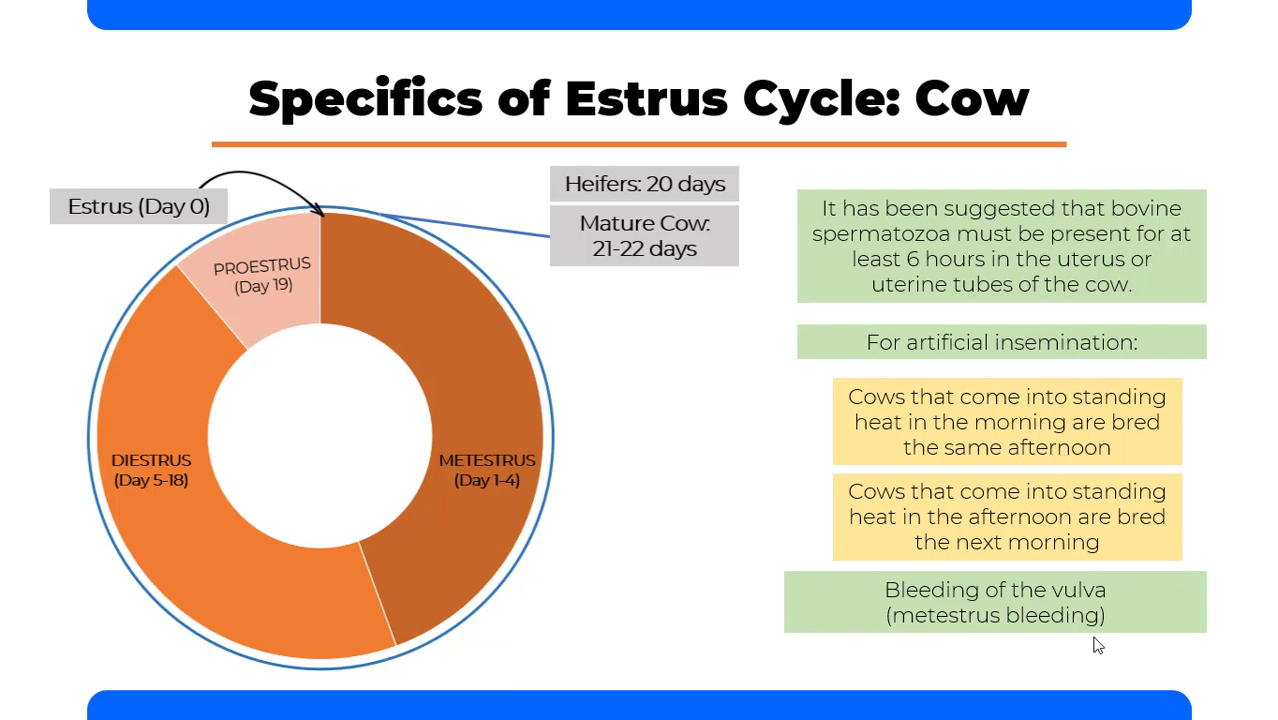 Specifics of Estrus Cycle: Cow
Estrus (Day 0)
Heifers: 20 days
Mature Cow:
21-22 days
PROESTRUS
(Day 19)
DIESTRUS
(Day 5-18)
METESTRUS
(Day 1-4)
It has been suggested that bovine
spermatozoa must be present for at
least 6 hours in the uterus or
uterine tubes of the cow.
For artificial insemination:
Cows that come into standing
heat in the morning are bred
the same afternoon
Cows that come into standing
heat in the afternoon are bred
the next morning
Bleeding of the vulva
(metestrus bleeding)